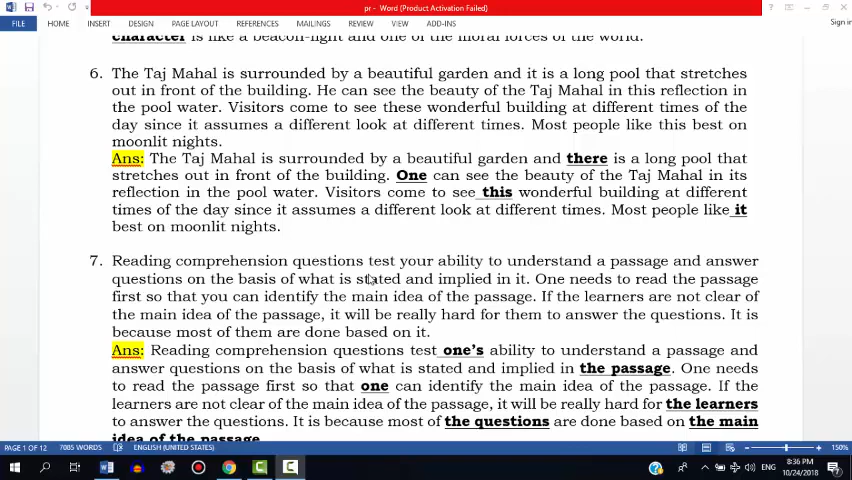 pr - Word (Product Activation Failed)
FILE HOME INSERT DESIGN PAGE LAYOUT REFERENCES MAILINGS REVIEW VIEW ADD-INS Sign in
character is like a beacon-light and one of the moral forces of the world.
6. The Taj Mahal is surrounded by a beautiful garden and it is a long pool that stretches
out in front of the building. He can see the beauty of the Taj Mahal in this reflection in
the pool water. Visitors come to see these wonderful building at different times of the
day since it assumes a different look at different times. Most people like this best on
moonlit nights.
Ans: The Taj Mahal is surrounded by a beautiful garden and there is a long pool that
stretches out in front of the building. One can see the beauty of the Taj Mahal in its
reflection in the pool water. Visitors come to see this wonderful building at different
times of the day since it assumes a different look at different times. Most people like it
best on moonlit nights.
7. Reading comprehension questions test your ability to understand a passage and answer
questions on the basis of what is stated and implied in it. One needs to read the passage
first so that you can identify the main idea of the passage. If the learners are not clear of
the main idea of the passage, it will be really hard for them to answer the questions. It is
because most of them are done based on it.
Ans: Reading comprehension questions test one's ability to understand a passage and
answer questions on the basis of what is stated and implied in the passage. One needs
to read the passage first so that one can identify the main idea of the passage. If the
learners are not clear of the main idea of the passage, it will be really hard for the learners
to answer the questions. It is because most of the questions are done based on the main
idea of the passage.
PAGE 1 OF 12 7085 WORDS ENGLISH (UNITED STATES) 150%
ENG 8:36 PM
10/24/2018